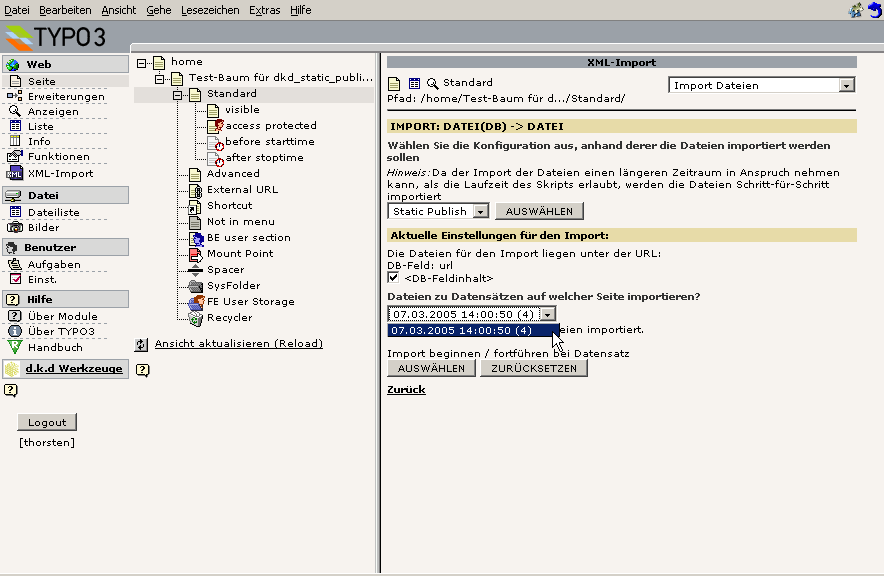 Datei Bearbeiten Ansicht Gehe Lesezeichen Extras Hilfe
TYPO3
Web
Seite
Erweiterungen
Anzeigen
Liste
Info
Funktionen
XML-Import
Datei
Dateiliste
Bilder
Benutzer
Aufgaben
Einst.
Hilfe
Über Module
Über TYPO3
Handbuch
d.k.d Werkzeuge
Logout
[thorsten]
home
Test-Baum für dkd_static_publi...
Standard
visible
access protected
before starttime
after stoptime
Advanced
External URL
Shortcut
Not in menu
BE user section
Mount Point
Spacer
SysFolder
FE User Storage
Recycler
Ansicht aktualisieren (Reload)
XML-Import
Standard
Import Dateien
Pfad: /home/Test-Baum für d.../Standard/
IMPORT: DATEI(DB) -> DATEI
Wählen Sie die Konfiguration aus, anhand derer die Dateien importiert werden
sollen
Hinweis: Da der Import der Dateien einen längeren Zeitraum in Anspruch nehmen
kann, als die Laufzeit des Skripts erlaubt, werden die Dateien Schritt-für-Schritt
importiert
Static Publish AUSWÄHLEN
Aktuelle Einstellungen für den Import:
Die Dateien für den Import liegen unter der URL:
DB-Feld: url
<DB-Feldinhalt>
Dateien zu Datensätzen auf welcher Seite importieren?
07.03.2005 14:00:50 (4)
07.03.2005 14:00:50 (4) eien importiert.
Import beginnen / fortführen bei Datensatz
AUSWÄHLEN ZURÜCKSETZEN
Zurück